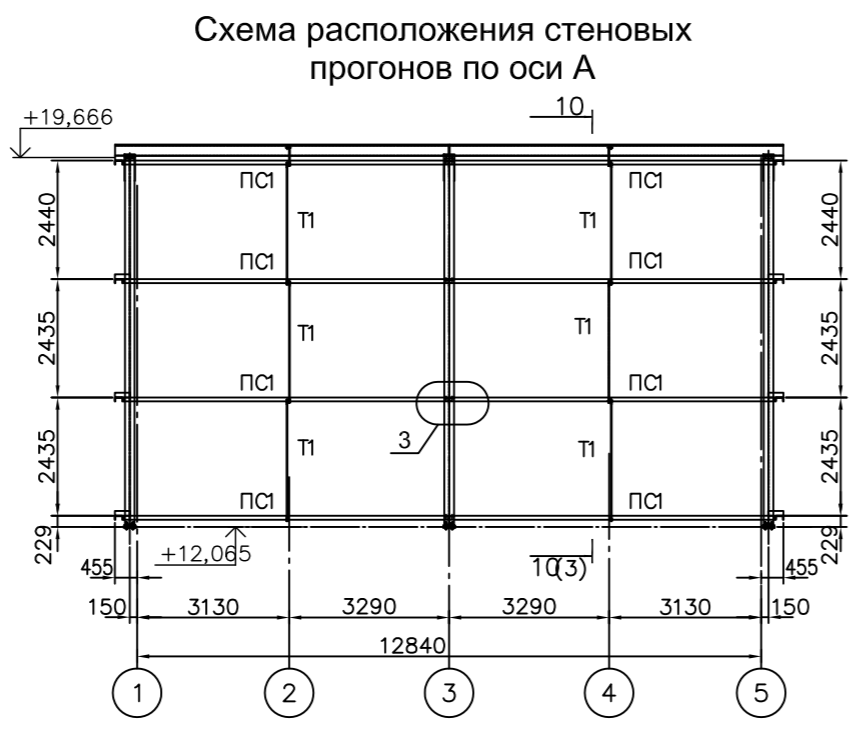 Схема расположения стеновых
прогонов по оси А
10
+19,666
ПС1
ПС1
2440
Т1
Т1
2440
ПС1
ПС1
2435
Т1
Т1
2435
ПС1
ПС1
3
2435
Т1
Т1
2435
ПС1
ПС1
229
+12,065
229
455
10(3)
455
150
3130
3290
3290
3130
150
12840
1
2
3
4
5